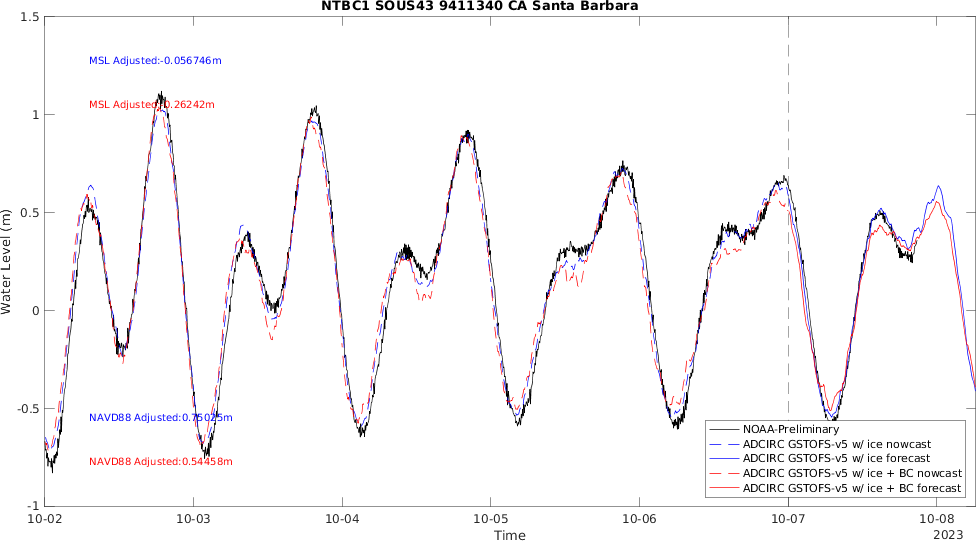 NTBC1 SOUS43 9411340 CA Santa Barbara
1.5
1
0.5
0
-0.5
-1
Water Level (m)
MSL Adjusted:-0.056746m
MSL Adjusted:-0.26242m
NAVD88 Adjusted:0.75025m
NAVD88 Adjusted:0.54458m
NOAA-Preliminary
ADCIRC GSTOFS-v5 w/ ice nowcast
ADCIRC GSTOFS-v5 w/ ice forecast
ADCIRC GSTOFS-v5 w/ ice + BC nowcast
ADCIRC GSTOFS-v5 w/ ice + BC forecast
10-02 10-03 10-04 10-05 10-06 10-07 10-08
Time
2023